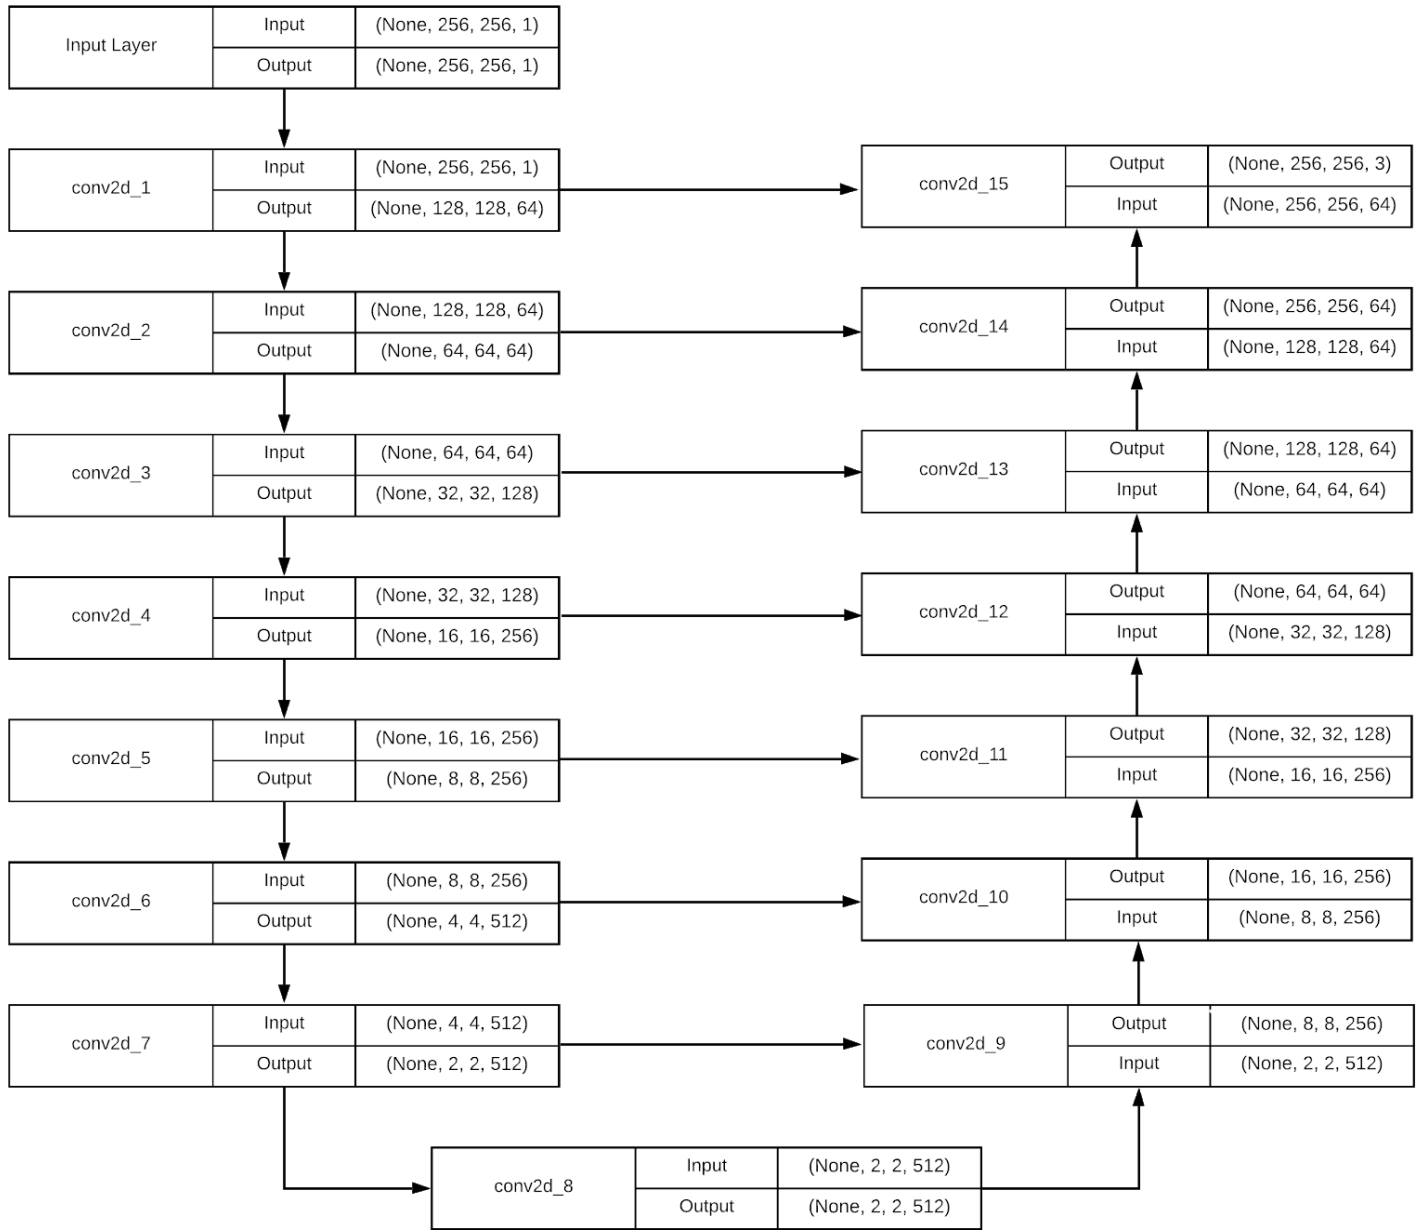 Input Layer
Input (None, 256, 256, 1)
Output (None, 256, 256, 1)
conv2d_1
Input (None, 256, 256, 1)
Output (None, 128, 128, 64)
conv2d_2
Input (None, 128, 128, 64)
Output (None, 64, 64, 64)
conv2d_3
Input (None, 64, 64, 64)
Output (None, 32, 32, 128)
conv2d_4
Input (None, 32, 32, 128)
Output (None, 16, 16, 256)
conv2d_5
Input (None, 16, 16, 256)
Output (None, 8, 8, 256)
conv2d_6
Input (None, 8, 8, 256)
Output (None, 4, 4, 512)
conv2d_7
Input (None, 4, 4, 512)
Output (None, 2, 2, 512)
conv2d_8
Input (None, 2, 2, 512)
Output (None, 2, 2, 512)
conv2d_15
Output (None, 256, 256, 3)
Input (None, 256, 256, 64)
conv2d_14
Output (None, 256, 256, 64)
Input (None, 128, 128, 64)
conv2d_13
Output (None, 128, 128, 64)
Input (None, 64, 64, 64)
conv2d_12
Output (None, 64, 64, 64)
Input (None, 32, 32, 128)
conv2d_11
Output (None, 32, 32, 128)
Input (None, 16, 16, 256)
conv2d_10
Output (None, 16, 16, 256)
Input (None, 8, 8, 256)
conv2d_9
Output (None, 8, 8, 256)
Input (None, 2, 2, 512)